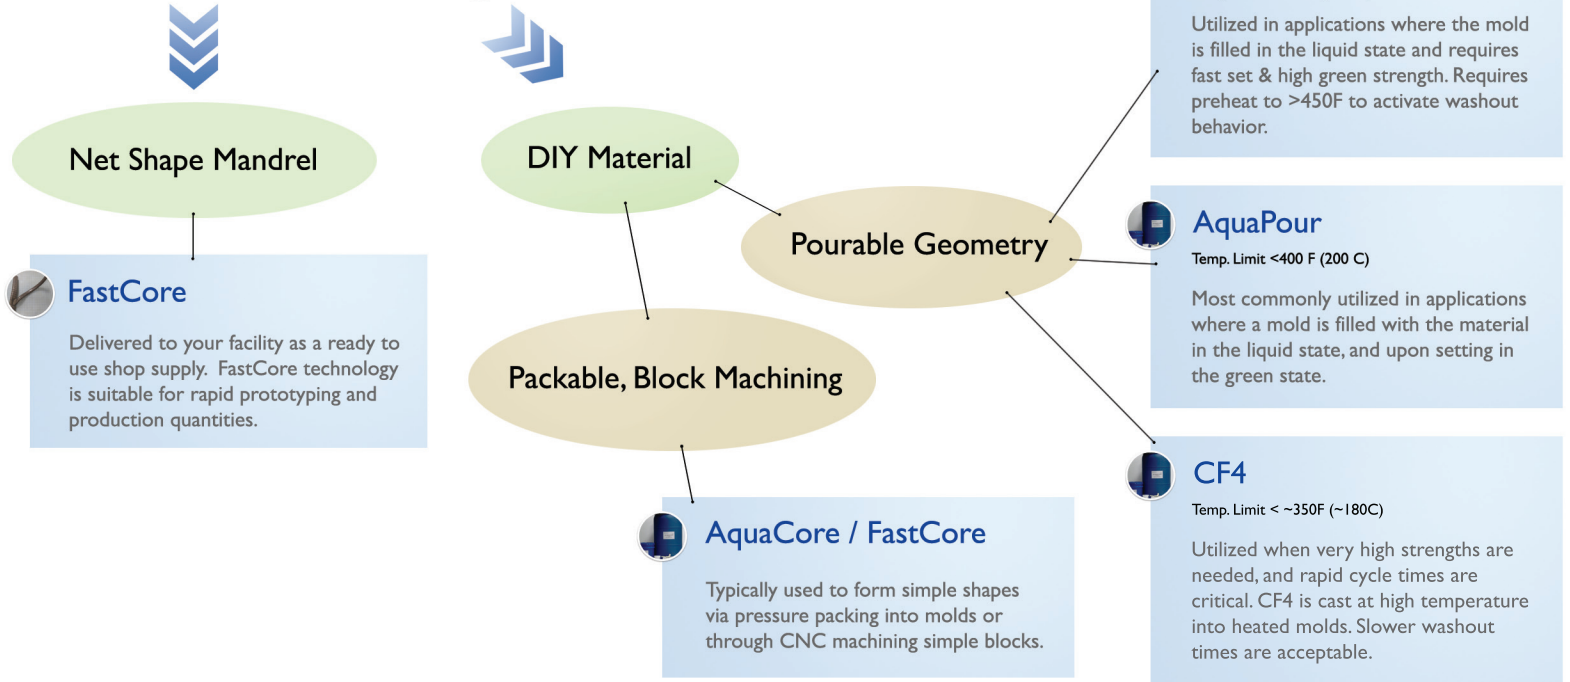 Net Shape Mandrel
FastCore
Delivered to your facility as a ready to
use shop supply. FastCore technology
is suitable for rapid prototyping and
production quantities.
DIY Material
Pourable Geometry
Packable, Block Machining
AquaCore / FastCore
Typically used to form simple shapes
via pressure packing into molds or
through CNC machining simple blocks.
Utilized in applications where the mold
is filled in the liquid state and requires
fast set & high green strength. Requires
preheat to >450F to activate washout
behavior.
AquaPour
Temp. Limit <400 F (200 C)
Most commonly utilized in applications
where a mold is filled with the material
in the liquid state, and upon setting in
the green state.
CF4
Temp. Limit < ~350F (~180C)
Utilized when very high strengths are
needed, and rapid cycle times are
critical. CF4 is cast at high temperature
into heated molds. Slower washout
times are acceptable.